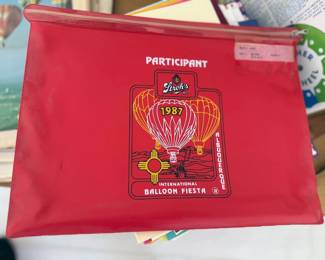 PARTICIPANT
Stroh's
1987
ALBUQUERQUE
INTERNATIONAL
BALLOON FIESTA